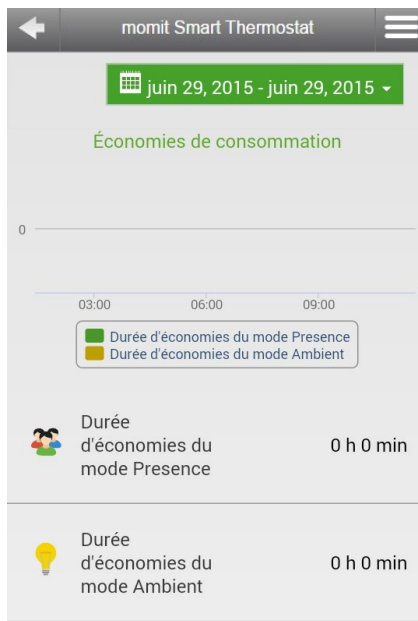 momit Smart Thermostat
juin 29, 2015 - juin 29, 2015
Économies de consommation
0
03:00 06:00 09:00
Durée d'économies du mode Presence
Durée d'économies du mode Ambient
Durée
d'économies du
mode Presence
0 h 0 min
Durée
d'économies du
mode Ambient
0 h 0 min